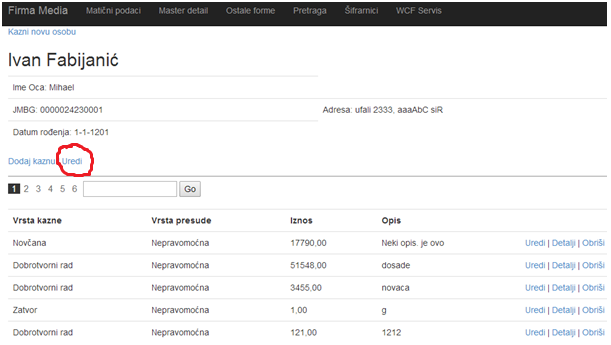 Firma Media Matični podaci Master detail Ostale forme Pretraga Šifrarnici WCF Servis
Kazni novu osobu
Ivan Fabijanić
Ime Oca: Mihael
JMBG: 0000024230001 Adresa: ufali 2333, aaaAbC siR
Datum rođenja: 1-1-1201
Dodaj kaznu Uredi
1 2 3 4 5 6 Go
Vrsta kazne Vrsta presude Iznos Opis
Novčana Nepravomoćna 17790,00 Neki opis. je ovo Uredi | Detalji | Obriši
Dobrotvorni rad Nepravomoćna 51548,00 dosade Uredi | Detalji | Obriši
Dobrotvorni rad Nepravomoćna 3455,00 novaca Uredi | Detalji | Obriši
Zatvor Nepravomoćna 1,00 g Uredi | Detalji | Obriši
Dobrotvorni rad Nepravomoćna 121,00 1212 Uredi | Detalji | Obriši